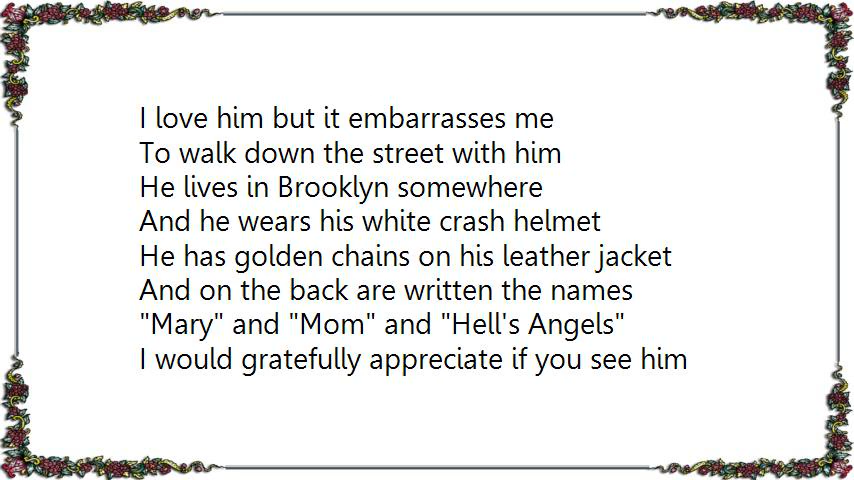 I love him but it embarrasses me
To walk down the street with him
He lives in Brooklyn somewhere
And he wears his white crash helmet
He has golden chains on his leather jacket
And on the back are written the names
"Mary" and "Mom" and "Hell's Angels"
I would gratefully appreciate if you see him